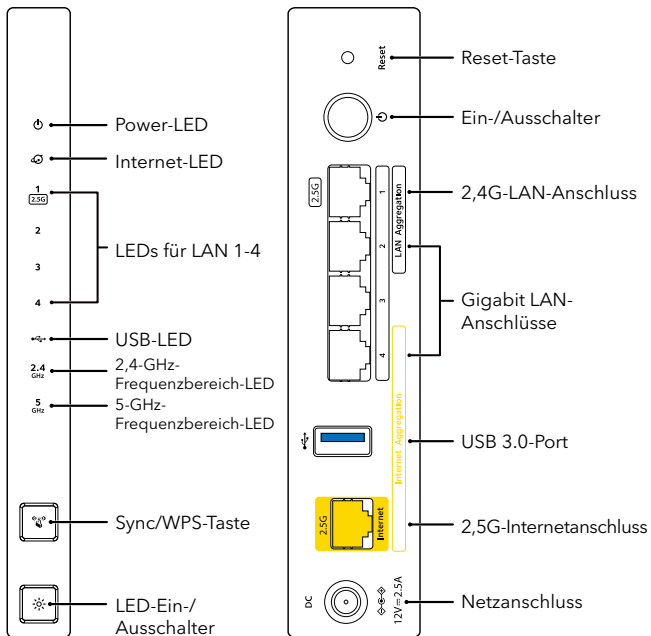 Power-LED
Internet-LED
1
2.5G
2
3
4
LEDs für LAN 1-4
USB-LED
2.4
GHz
2,4-GHz-
Frequenzbereich-LED
5
GHz
5-GHz-
Frequenzbereich-LED
Sync/WPS-Taste
LED-Ein-/
Ausschalter
Reset
Reset-Taste
Ein-/Ausschalter
2.5G
1
2
3
4
LAN Aggregation
2,4G-LAN-Anschluss
Gigabit LAN-
Anschlüsse
Internet Aggregation
USB 3.0-Port
2.5G
Internet
2,5G-Internetanschluss
DC
12V⎓2.5A
Netzanschluss